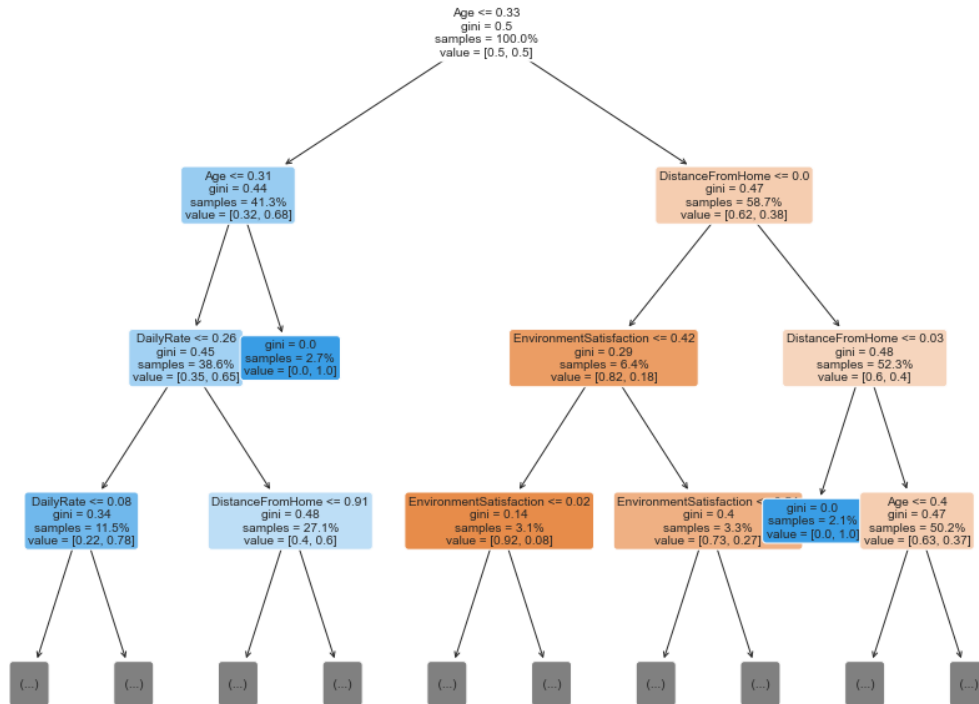 Age <= 0.33
gini = 0.5
samples = 100.0%
value = [0.5, 0.5]
Age <= 0.31
gini = 0.44
samples = 41.3%
value = [0.32, 0.68]
DistanceFromHome <= 0.0
gini = 0.47
samples = 58.7%
value = [0.62, 0.38]
DailyRate <= 0.26
gini = 0.45
samples = 38.6%
value = [0.35, 0.65]
gini = 0.0
samples = 2.7%
value = [0.0, 1.0]
EnvironmentSatisfaction <= 0.42
gini = 0.29
samples = 6.4%
value = [0.82, 0.18]
DistanceFromHome <= 0.03
gini = 0.48
samples = 52.3%
value = [0.6, 0.4]
DailyRate <= 0.08
gini = 0.34
samples = 11.5%
value = [0.22, 0.78]
DistanceFromHome <= 0.91
gini = 0.48
samples = 27.1%
value = [0.4, 0.6]
EnvironmentSatisfaction <= 0.02
gini = 0.14
samples = 3.1%
value = [0.92, 0.08]
EnvironmentSatisfaction <
gini = 0.4
samples = 3.3%
value = [0.73, 0.27]
gini = 0.0
samples = 2.1%
value = [0.0, 1.0]
Age <= 0.4
gini = 0.47
samples = 50.2%
value = [0.63, 0.37]
(...)
(...)
(...)
(...)
(...)
(...)
(...)
(...)
(...)
(...)